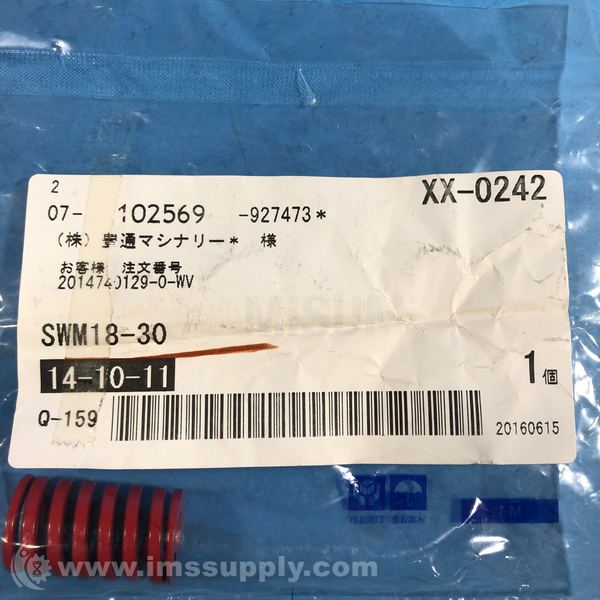 2
XX-0242
07- 102569 -927473*
(株) 豊通マシナリー* 様
お客様 注文番号
2014740129-0-WV
MISUMI
SWM18-30
14-10-11
1個
Q-159
20160615
www.imssupply.com